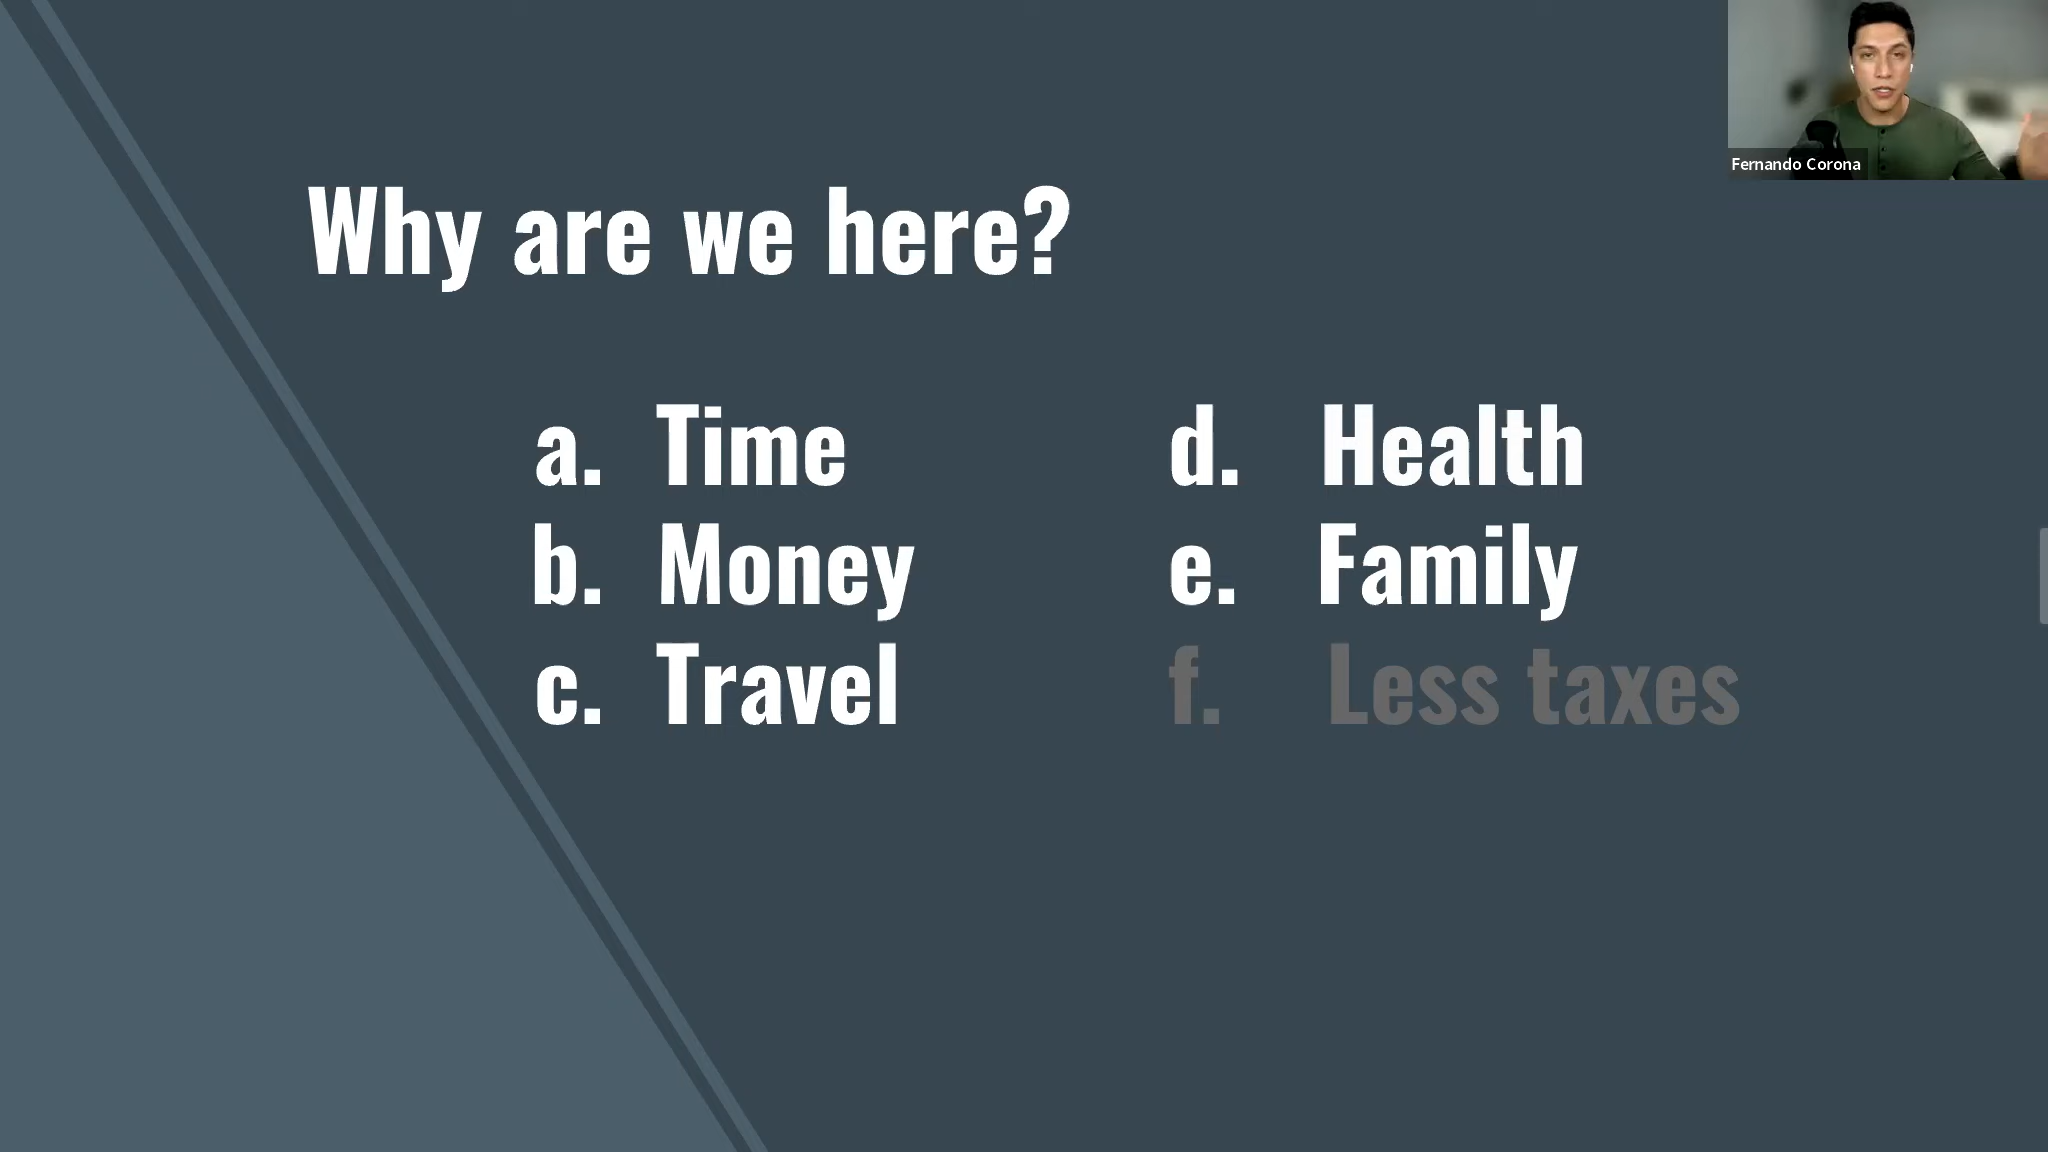 Fernando Corona
Why are we here?
a. Time
b. Money
c. Travel
d. Health
e. Family
f. Less taxes